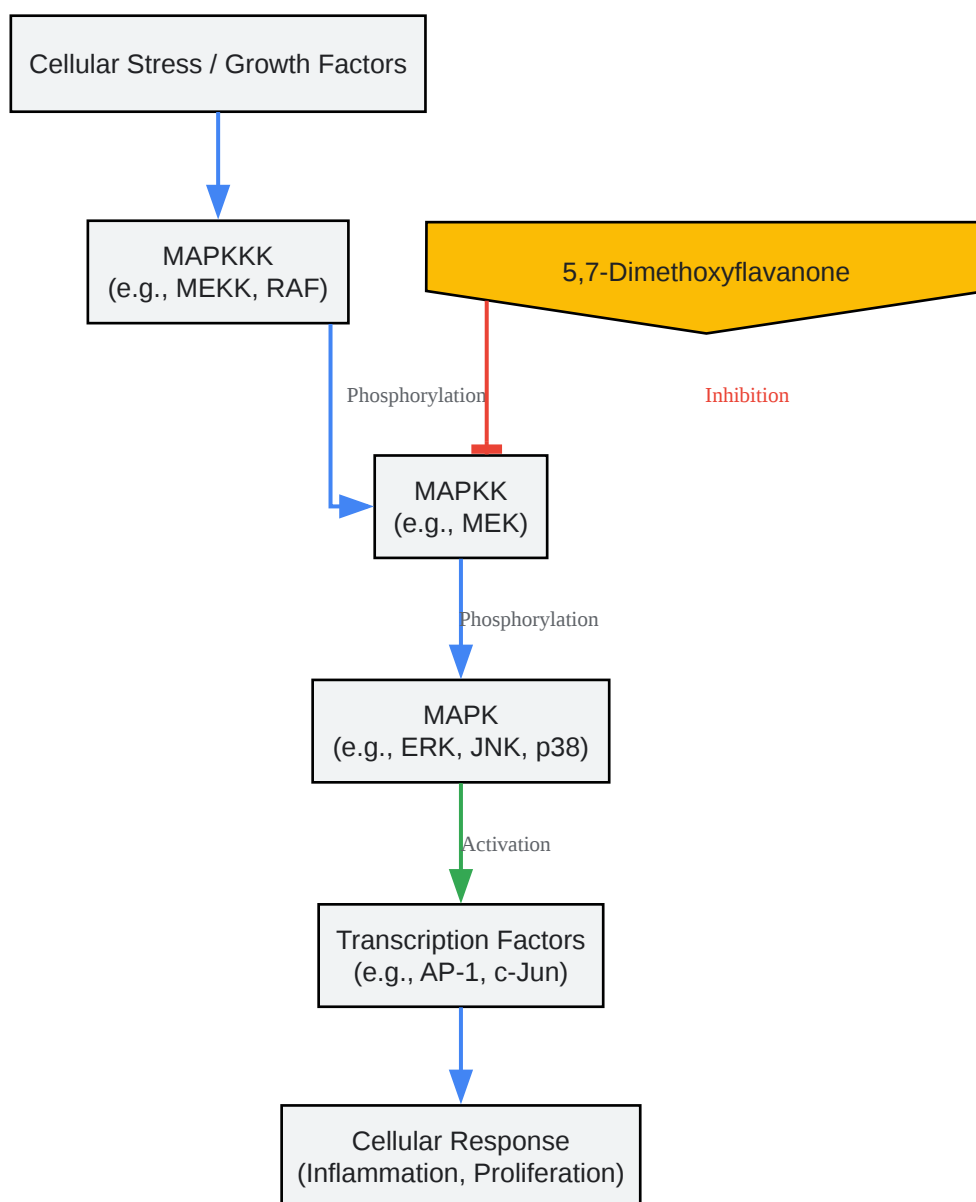 Cellular Stress / Growth Factors
MAPKKK
(e.g., MEKK, RAF)
5,7-Dimethoxyflavanone
Phosphorylation
Inhibition
MAPKK
(e.g., MEK)
Phosphorylation
MAPK
(e.g., ERK, JNK, p38)
Activation
Transcription Factors
(e.g., AP-1, c-Jun)
Cellular Response
(Inflammation, Proliferation)